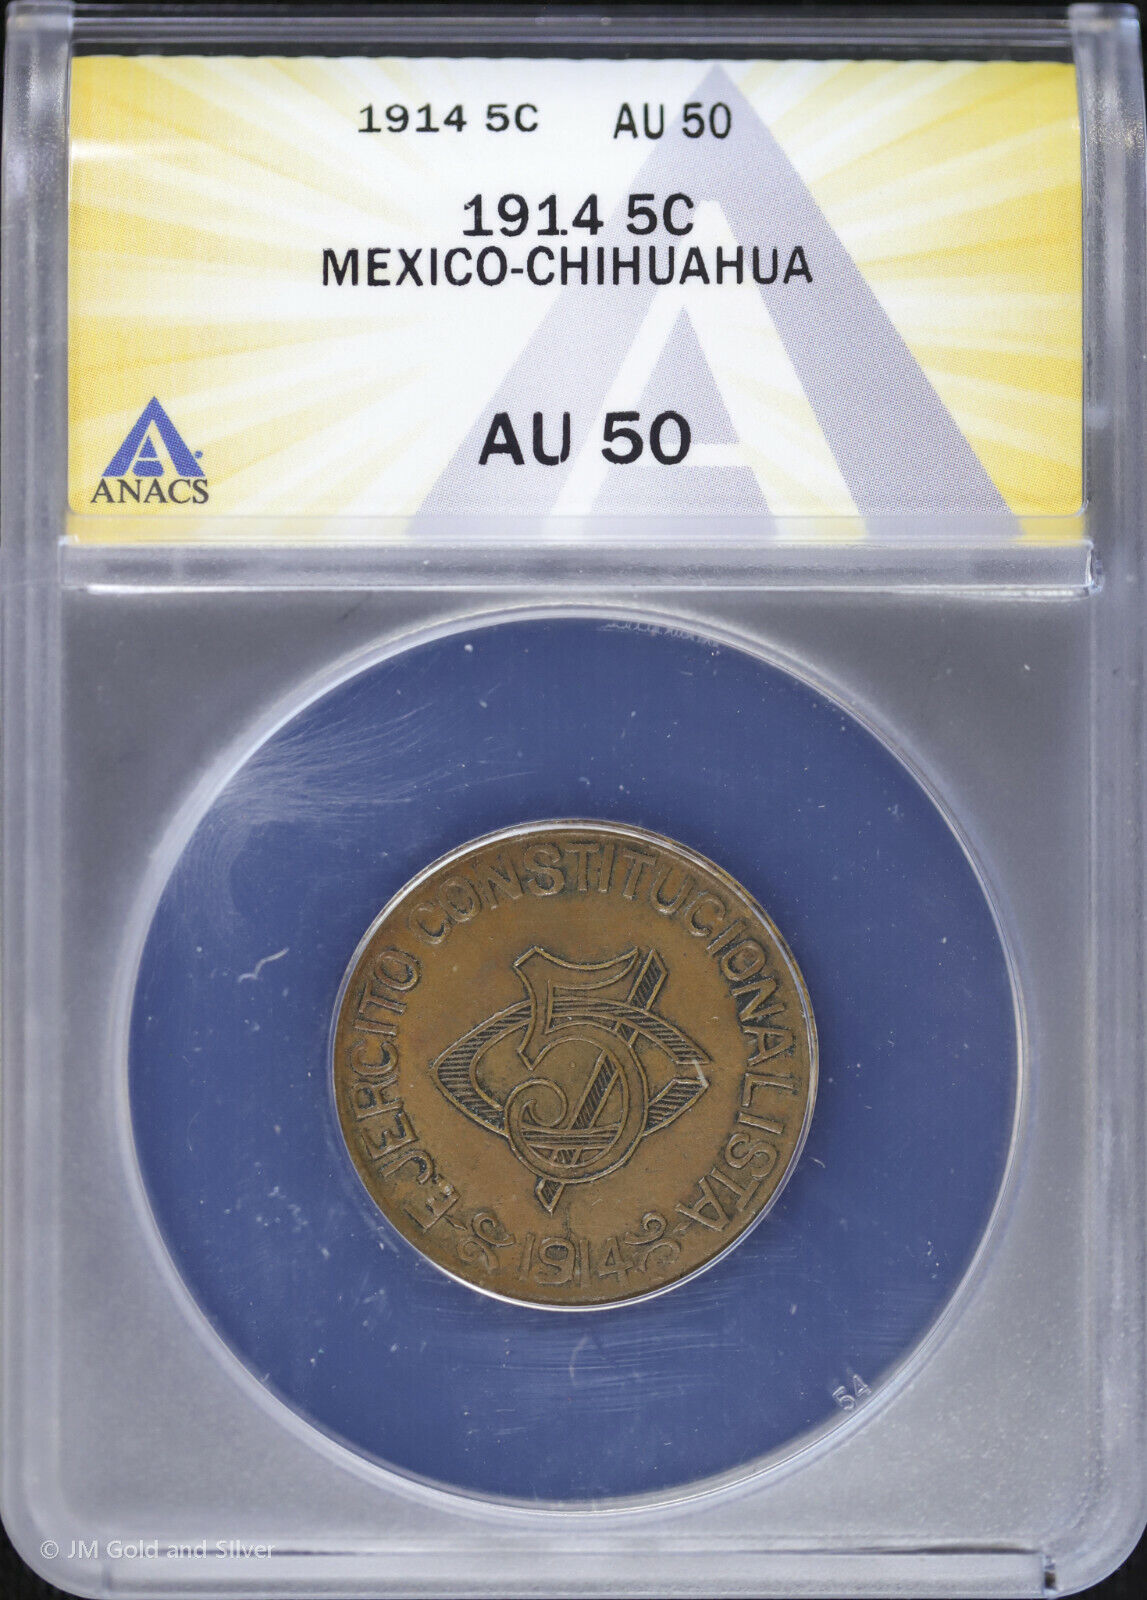 1914 5C AU 50
1914 5C
MEXICO-CHIHUAHUA
AU 50
ANACS
EJERCITO CONSTITUCIONALISTA
5
1914
54
© JM Gold and Silver